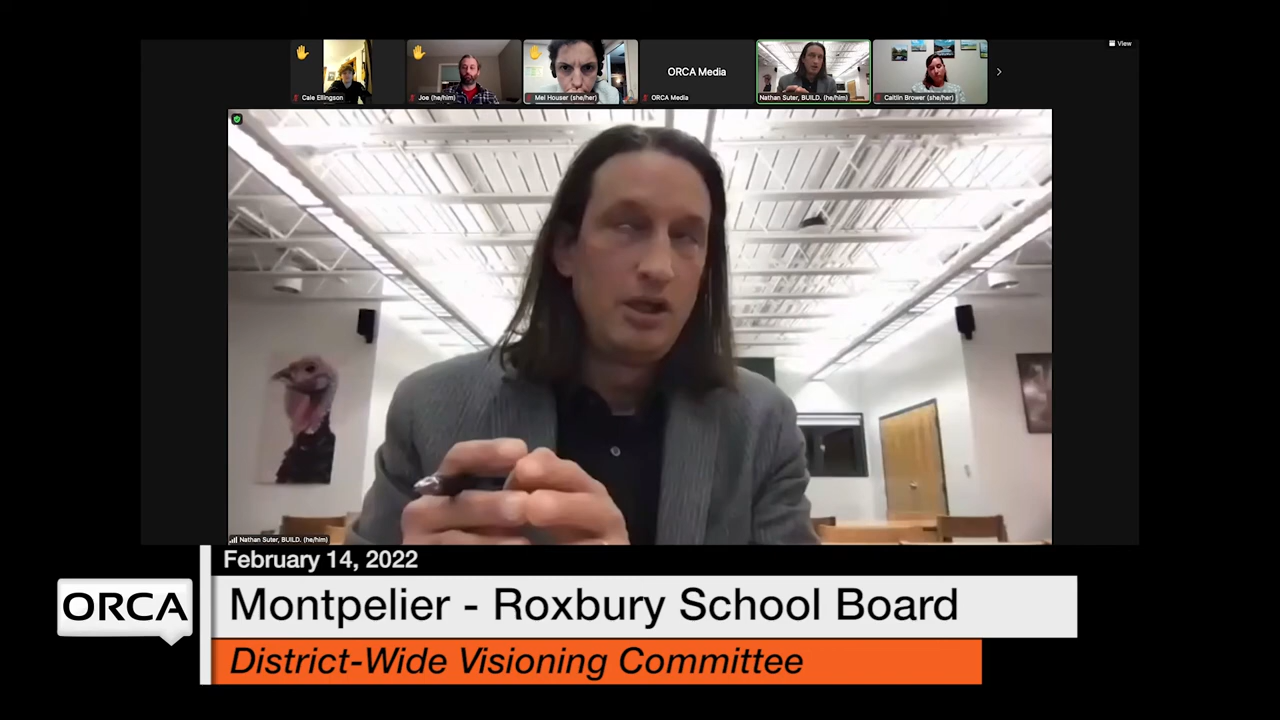 View
Cale Ellingson
Joe (he/him)
Mel Houser (she/her)
ORCA Media
ORCA Media
Nathan Suter, BUILD. (he/him)
Caitlin Brower (she/her)
Nathan Suter, BUILD. (he/him)
February 14, 2022
ORCA
Montpelier - Roxbury School Board
District-Wide Visioning Committee